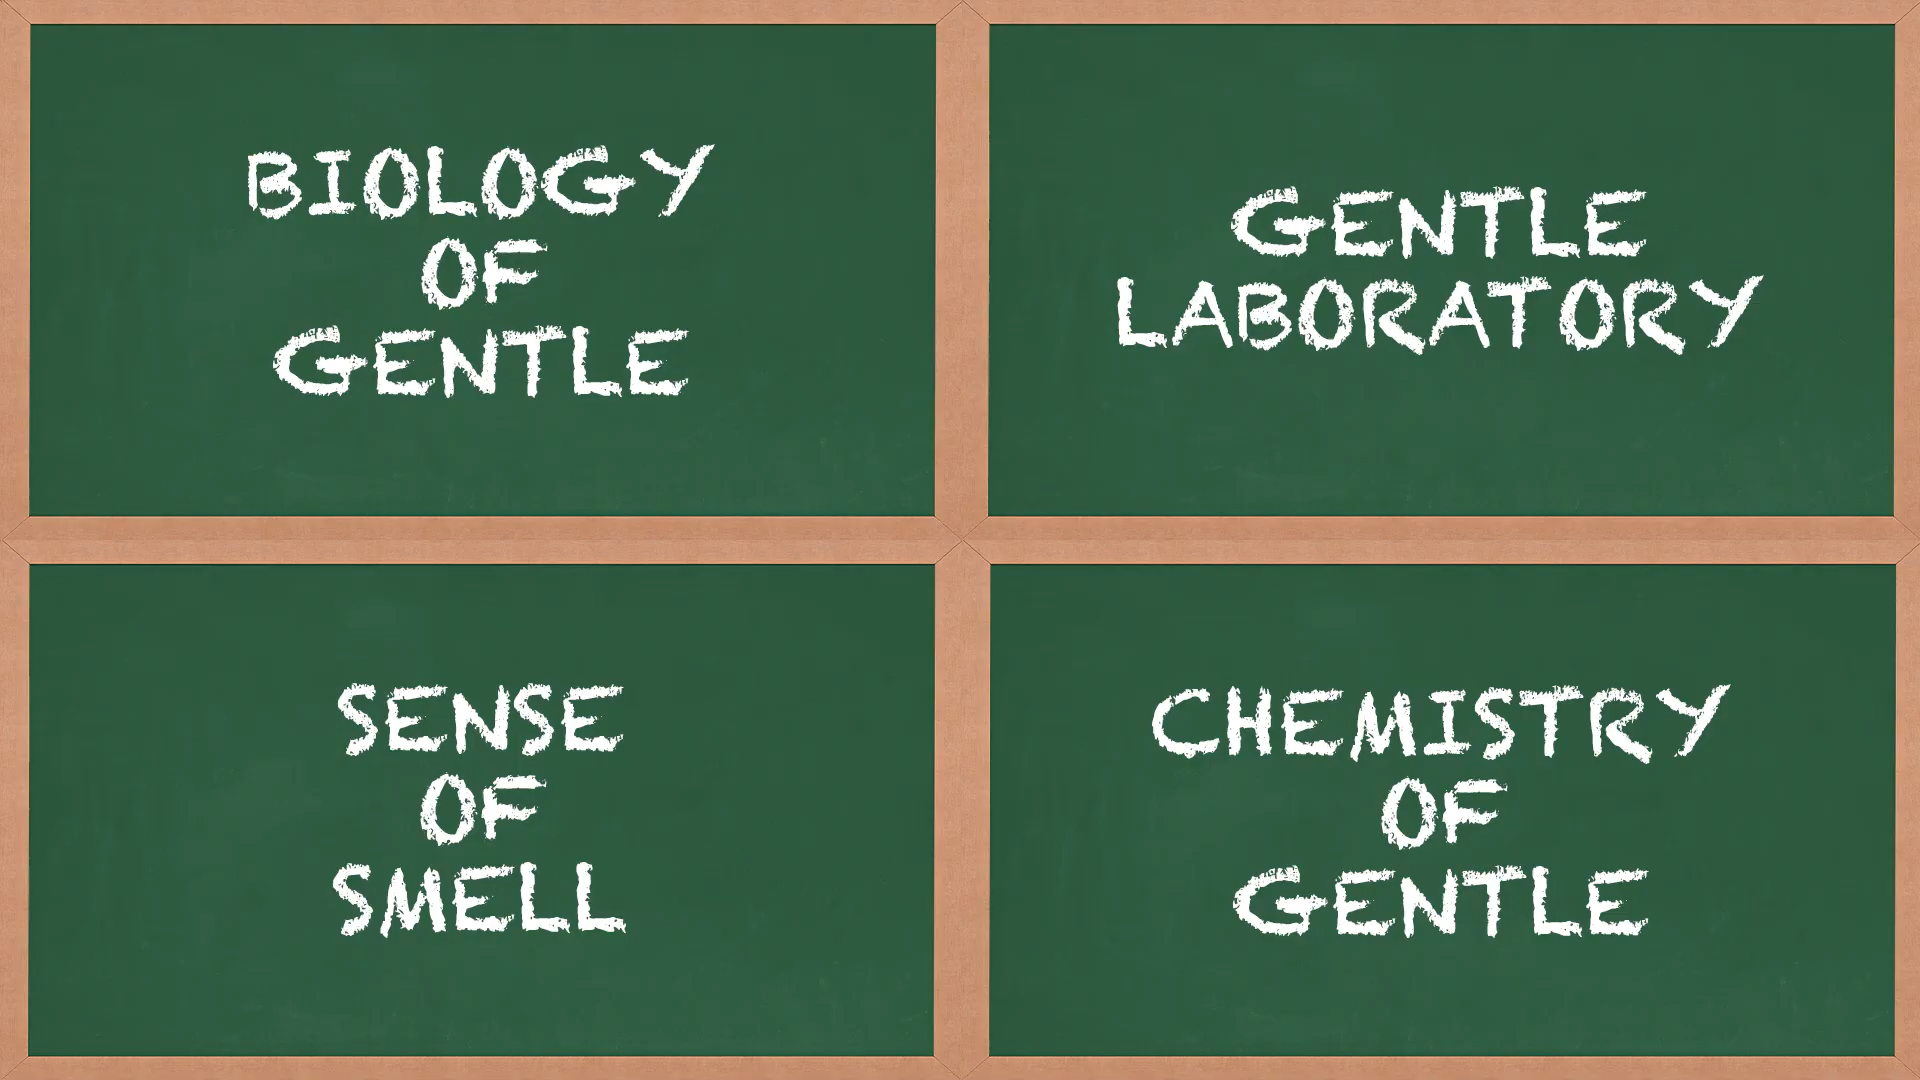 BIOLOGY
OF
GENTLE
GENTLE
LABORATORY
SENSE
OF
SMELL
CHEMISTRY
OF
GENTLE